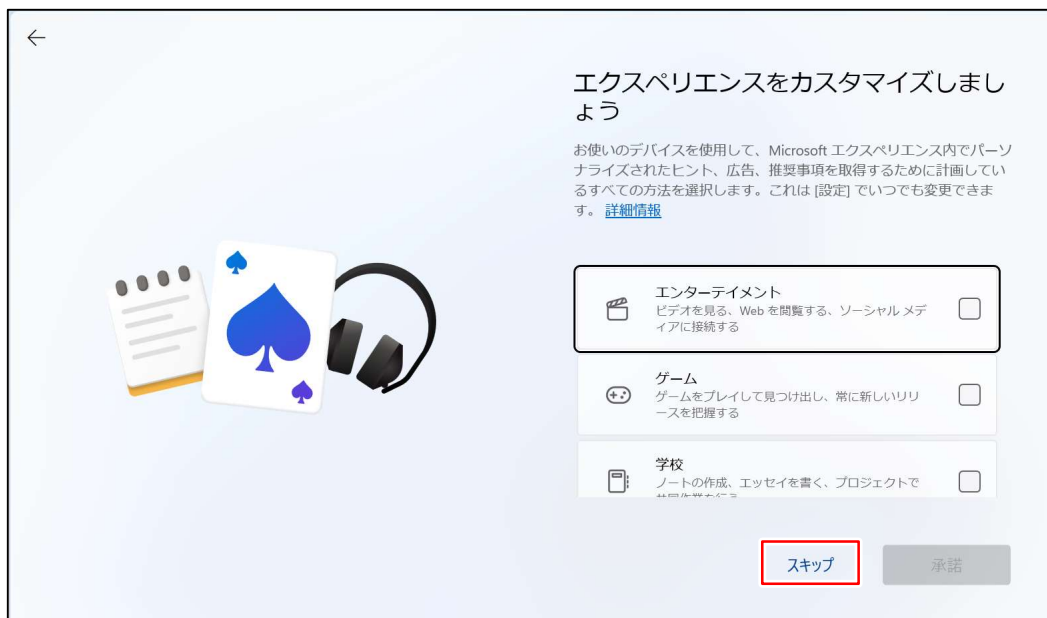 エクスペリエンスをカスタマイズしまし
ょう
お使いのデバイスを使用して、Microsoft エクスペリエンス内でパーソ
ナライズされたヒント、広告、推奨事項を取得するために計画してい
るすべての方法を選択します。これは [設定] でいつでも変更できま
す。 詳細情報
エンターテイメント
ビデオを見る、Web を閲覧する、ソーシャル メデ
ィアに接続する
ゲーム
ゲームをプレイして見つけ出し、常に新しいリリ
ースを把握する
学校
ノートの作成、エッセイを書く、プロジェクトで
スキップ
承諾